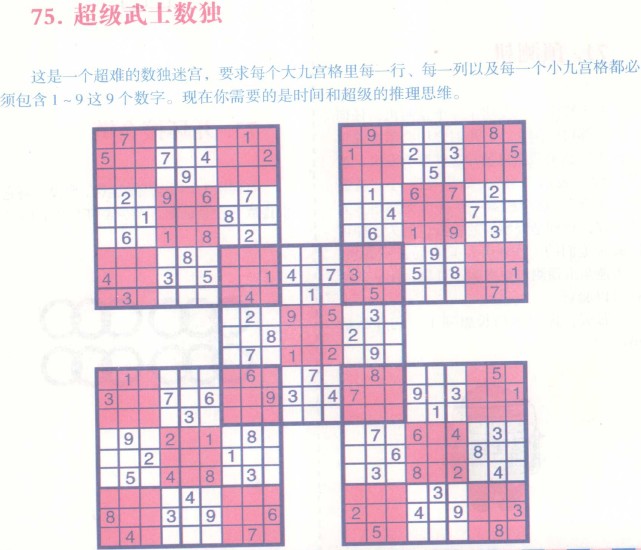 75. 超级武士数独
这是一个超难的数独迷宫，要求每个大九宫格里每一行、每一列以及每一个小九宫格都必
须包含1~9这9个数字。现在你需要的是时间和超级的推理思维。
7 1 9 8
5 7 4 2 1 2 3 5
9 5
2 9 6 7 1 6 7 2
1 8 4 7
6 1 8 2 6 1 9 3
8 9
4 3 5 1 4 7 3 5 8 1
3 4 1 5 7
2 9 5 3
8 2
7 1 2 9
1 6 7 8 5
3 7 6 9 3 4 7 9 3 1
3 1
9 2 1 8 7 6 4 3
2 1 6 8
5 4 8 3 3 8 2 4
4 3
8 3 9 6 2 4 9 3
4 7 5 8